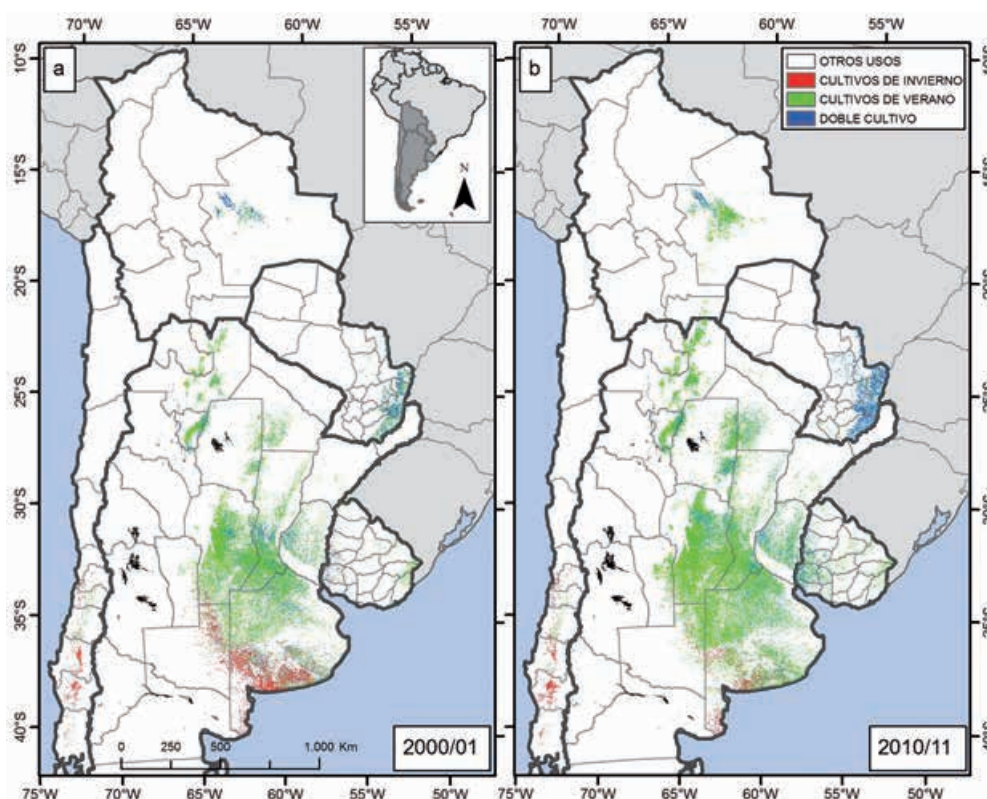 70°W 65°W 60°W 55°W
70°W 65°W 60°W 55°W
a
b
N
OTROS USOS
CULTIVOS DE INVIERNO
CULTIVOS DE VERANO
DOBLE CULTIVO
10°S
15°S
20°S
25°S
30°S
35°S
40°S
10°S
15°S
20°S
25°S
30°S
35°S
40°S
0 250 500 1.000 Km
2000/01
2010/11
75°W 70°W 65°W 60°W 55°W 50°W
75°W 70°W 65°W 60°W 55°W 50°W